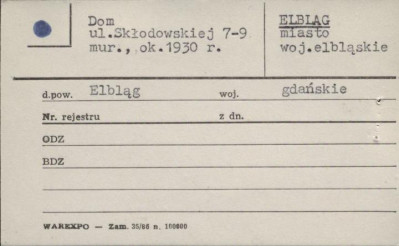 Dom
ul.Skłodowskiej 7-9
mur., ok.1930 r.
ELBLĄG
miasto
woj.elbląskie
d.pow. Elbląg woj. gdańskie
Nr. rejestru z dn.
ODZ
BDZ
WAREXPO — Zam. 35/86 n. 100000